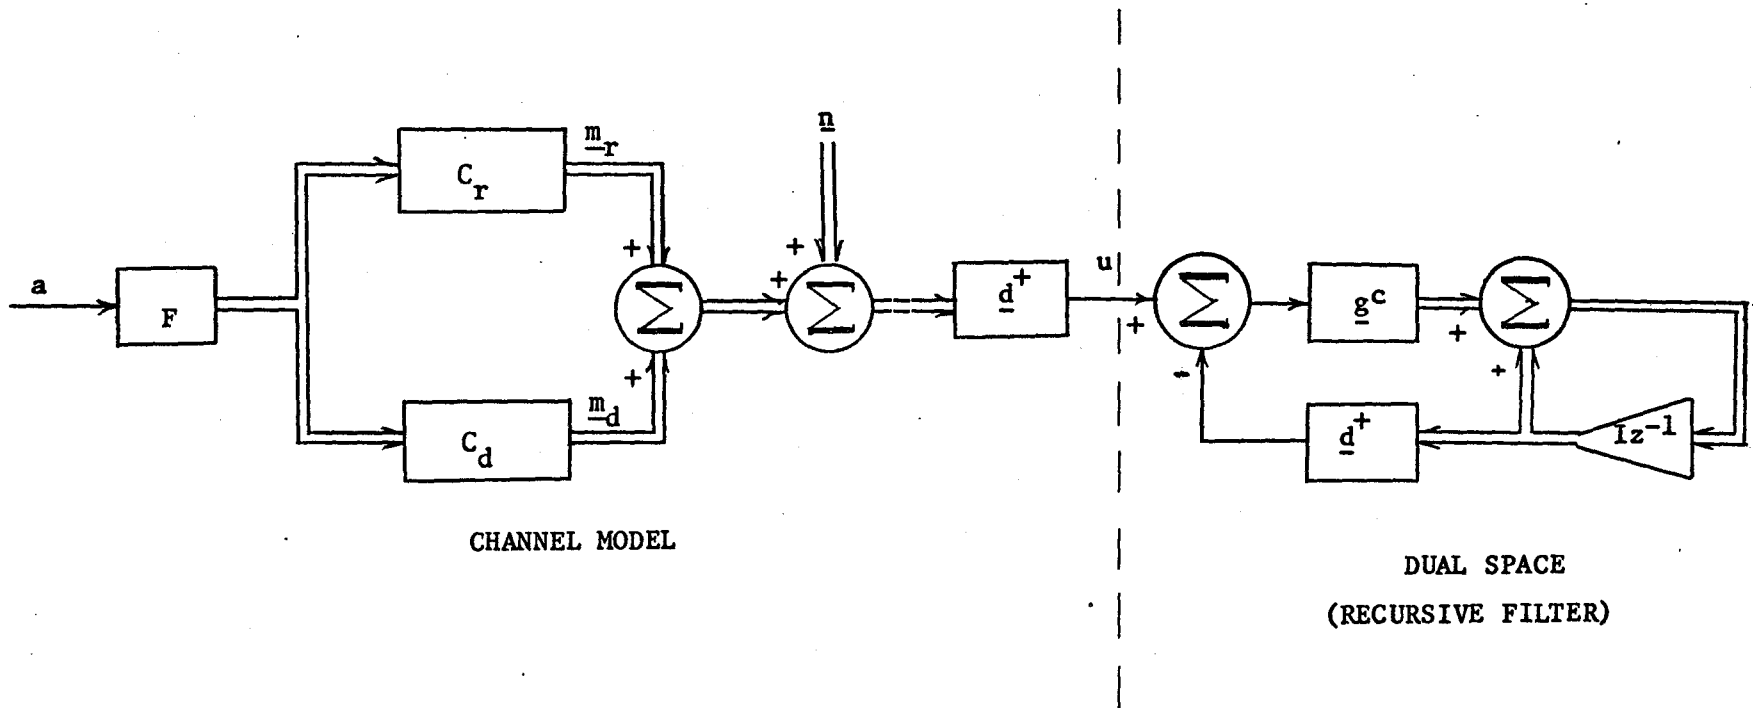 a
F
C_r
m_r
C_d
m_d
+
+
Σ
n
+
+
Σ
d^+
u
+
Σ
+
g^c
+
Σ
+
d^+
Iz^-1
CHANNEL MODEL
DUAL SPACE
(RECURSIVE FILTER)